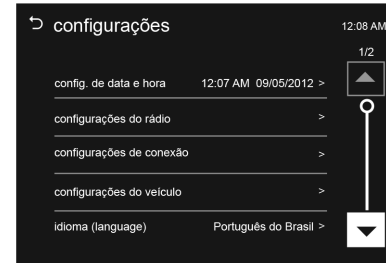 configurações 12:08 AM
1/2
config. de data e hora 12:07 AM 09/05/2012 >
configurações do rádio >
configurações de conexão >
configurações do veículo >
idioma (language) Português do Brasil >